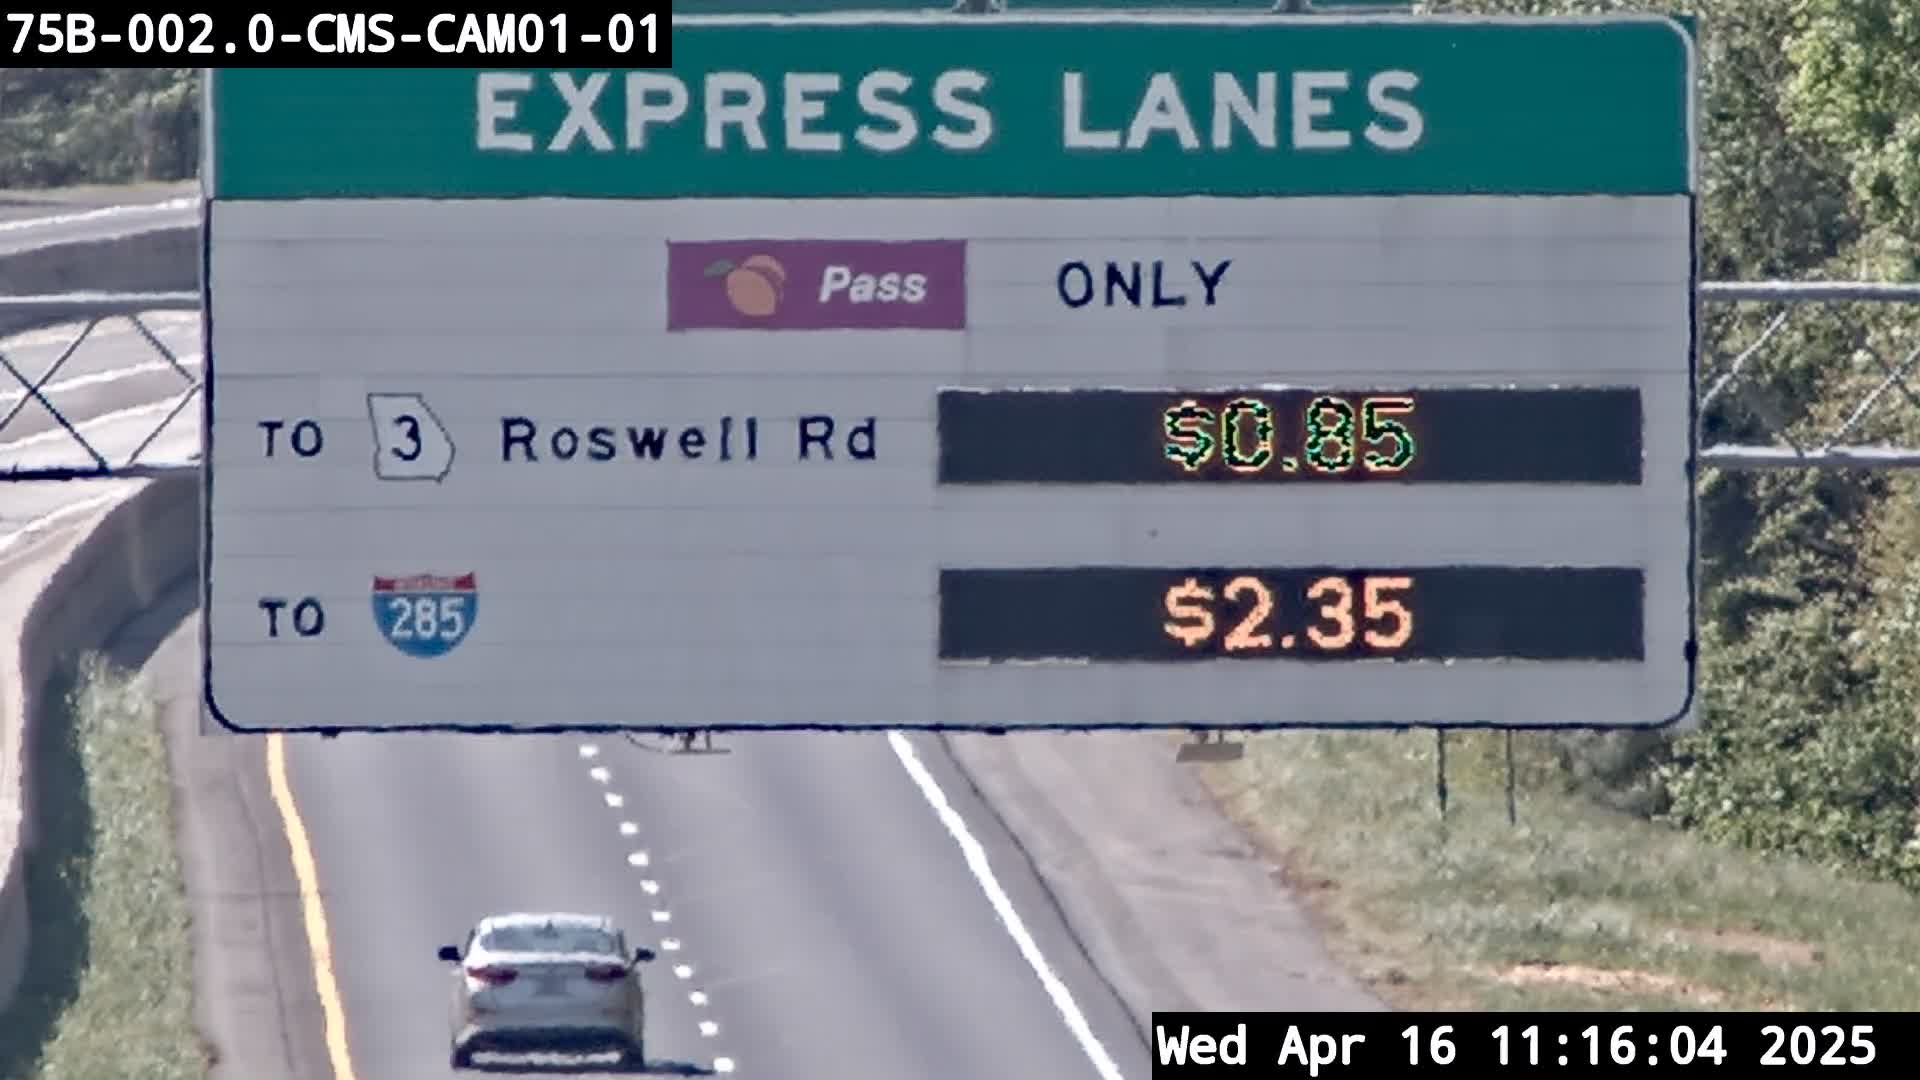 75B-002.0-CMS-CAM01-01
EXPRESS LANES
Pass ONLY
TO 3 Roswell Rd $0.85
TO 285 $2.35
Wed Apr 16 11:16:04 2025